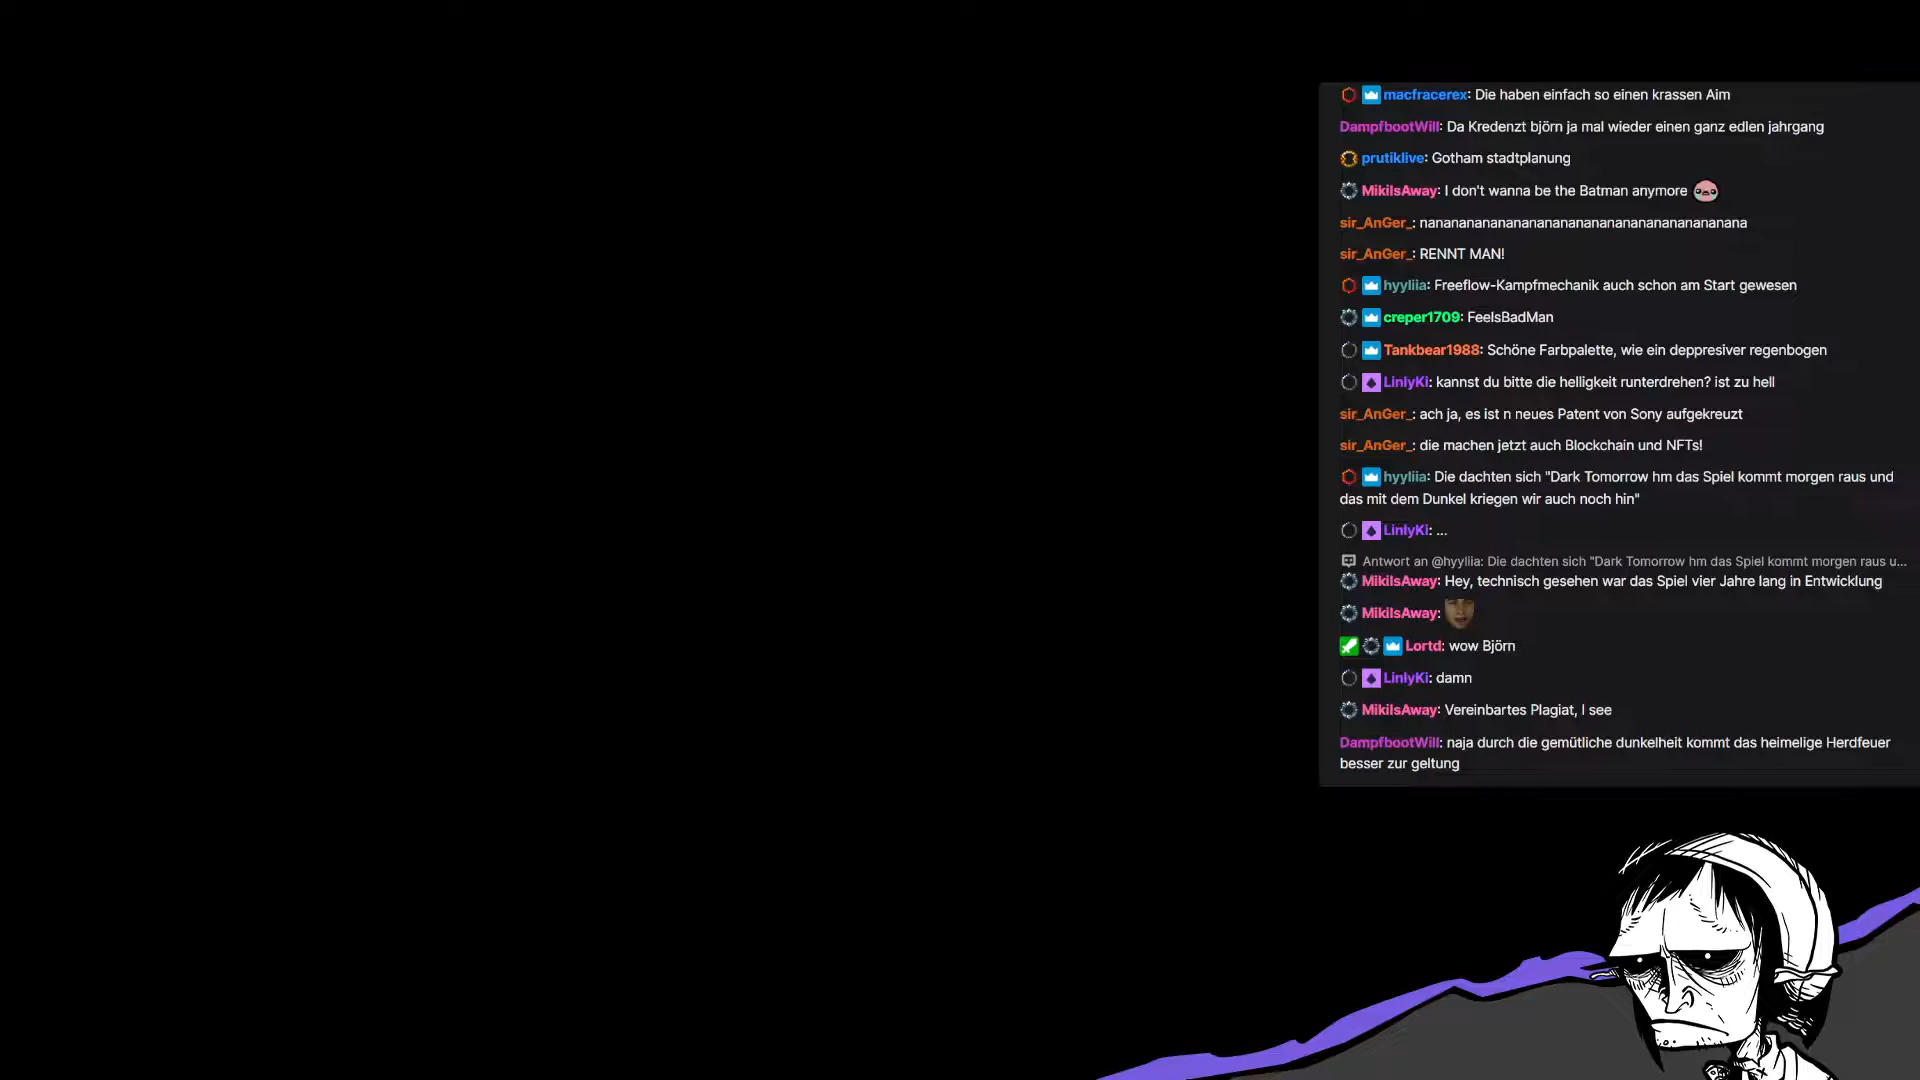 macfracerex: Die haben einfach so einen krassen Aim
DampfbootWill: Da Kredenzt björn ja mal wieder einen ganz edlen jahrgang
prutiklive: Gotham stadtplanung
MikilsAway: I don't wanna be the Batman anymore
sir_AnGer_: nanananananananananananananananananananana
sir_AnGer_: RENNT MAN!
hyyliia: Freeflow-Kampfmechanik auch schon am Start gewesen
creper1709: FeelsBadMan
Tankbear1988: Schöne Farbpalette, wie ein deppresiver regenbogen
LinlyKi: kannst du bitte die helligkeit runterdrehen? ist zu hell
sir_AnGer_: ach ja, es ist n neues Patent von Sony aufgekreuzt
sir_AnGer_: die machen jetzt auch Blockchain und NFTs!
hyyliia: Die dachten sich "Dark Tomorrow hm das Spiel kommt morgen raus und
das mit dem Dunkel kriegen wir auch noch hin"
LinlyKi: ...
Antwort an @hyyliia: Die dachten sich "Dark Tomorrow hm das Spiel kommt morgen raus u...
MikilsAway: Hey, technisch gesehen war das Spiel vier Jahre lang in Entwicklung
MikilsAway:
Lortd: wow Björn
LinlyKi: damn
MikilsAway: Vereinbartes Plagiat, I see
DampfbootWill: naja durch die gemütliche dunkelheit kommt das heimelige Herdfeuer
besser zur geltung